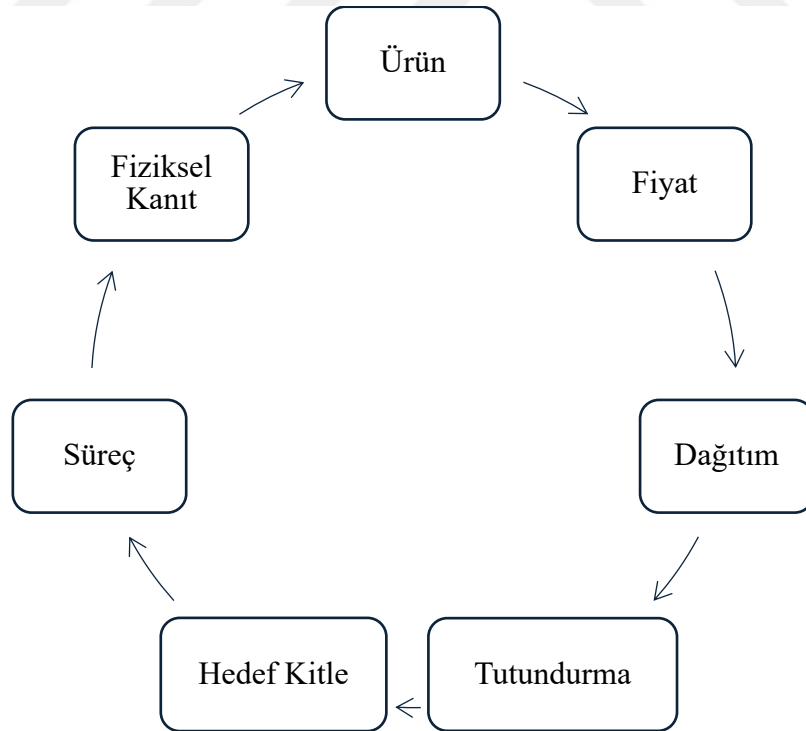 Ürün
Fiyat
Dağıtım
Tutundurma
Hedef Kitle
Süreç
Fiziksel
Kanıt